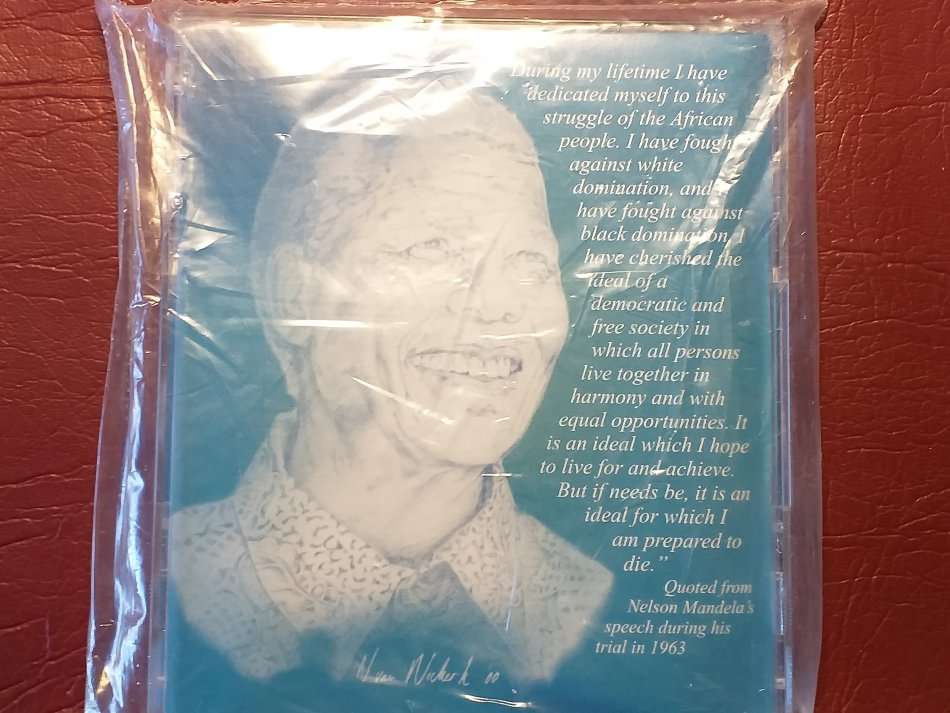 During my lifetime I have
dedicated myself to this
struggle of the African
people. I have fough
against white
domination, and I
have fought against
black domination, I
have cherished the
ideal of a
democratic and
free society in
which all persons
live together in
harmony and with
equal opportunities. It
is an ideal which I hope
to live for and achieve.
But if needs be, it is an
ideal for which I
am prepared to
die.”
Quoted from
Nelson Mandela's
speech during his
trial in 1963